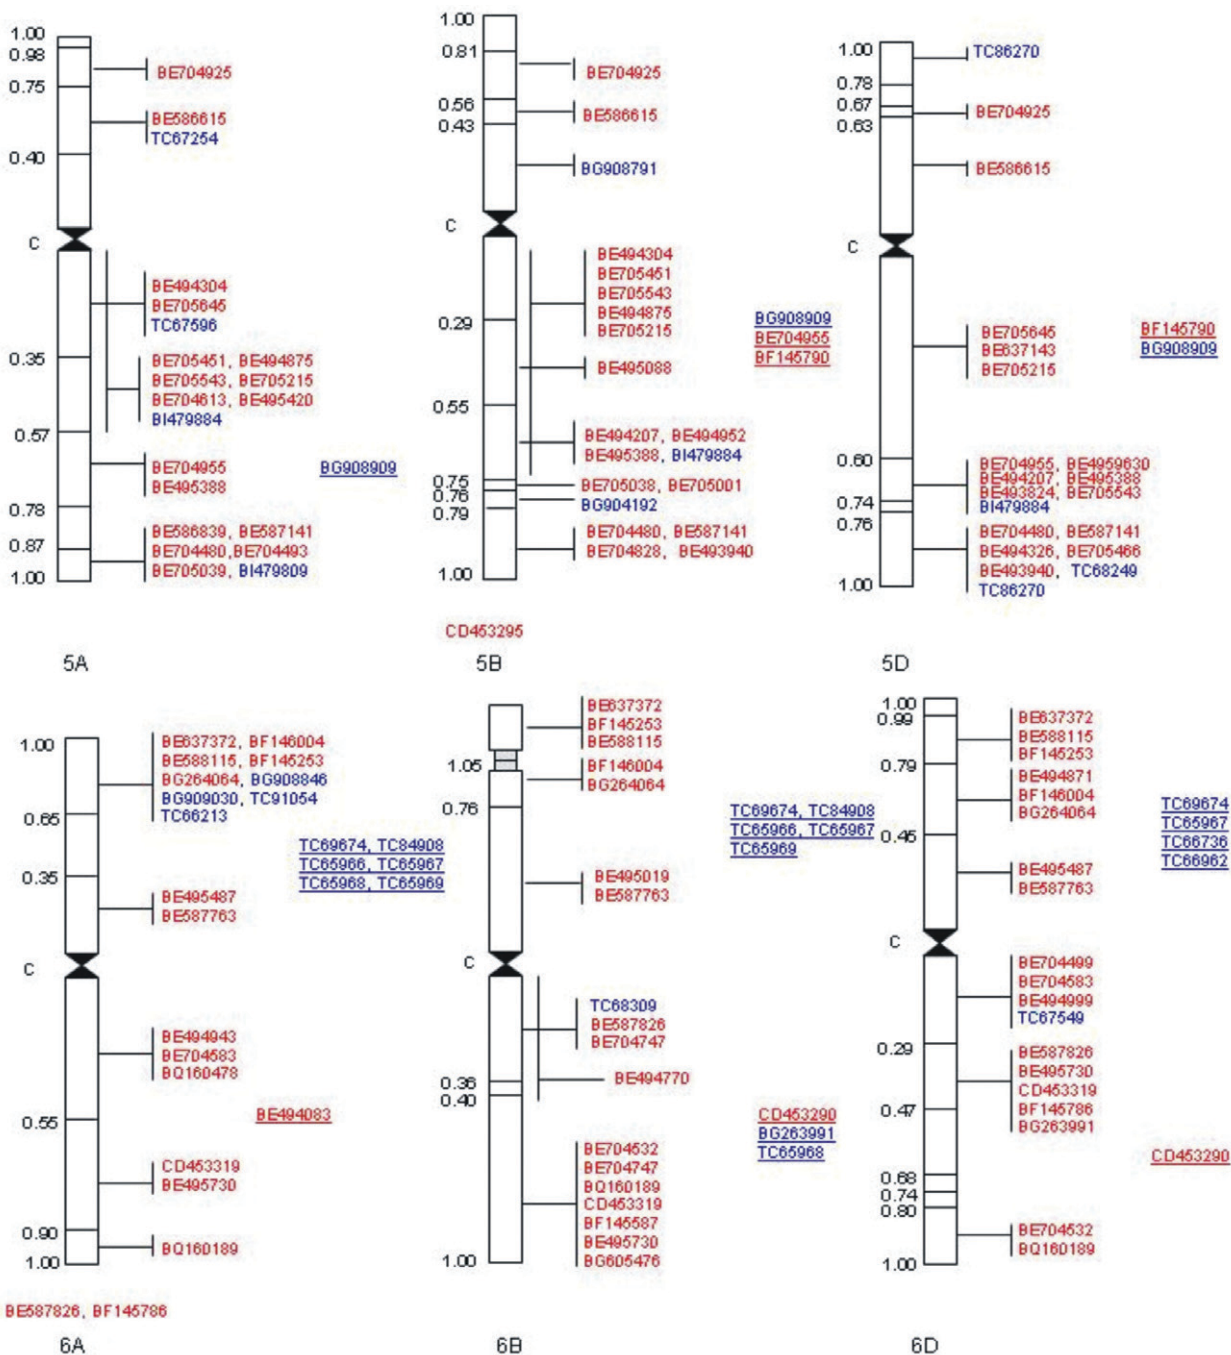 1.00
0.98
0.75
0.40
C
0.35
0.57
0.78
0.87
1.00
BE704925
BE586615
TC67254
BE494304
BE705645
TC67596
BE705451, BE494875
BE705543, BE705215
BE704613, BE495420
BI479884
BE704955
BE495388
BG908909
BE586839, BE587141
BE704480,BE704493
BE705039, BI479809
5A
1.00
0.81
0.56
0.43
C
0.29
0.55
0.75
0.76
0.79
1.00
BE704925
BE586615
BG908791
BE494304
BE705451
BE705543
BE494875
BE705215
BE495088
BG908909
BE704955
BF145790
BE494207, BE494952
BE495388, BI479884
BE705038, BE705001
BG904192
BE704480, BE587141
BE704828, BE493940
CD453295
5B
1.00
0.78
0.67
0.63
C
0.60
0.74
0.76
1.00
TC86270
BE704925
BE586615
BE705645
BE637143
BE705215
BF145790
BG908909
BE704955, BE4959630
BE494207, BE495388
BE493824, BE705543
BI479884
BE704480, BE587141
BE494326, BE705466
BE493940, TC68249
TC86270
5D
1.00
0.65
0.35
C
0.55
0.90
1.00
BE637372, BF146004
BE588115, BF145253
BG264064, BG908846
BG909030, TC91054
TC66213
TC69674, TC84908
TC65966, TC65967
TC65968, TC65969
BE495487
BE587763
BE494943
BE704583
BQ160478
BE494083
CD453319
BE495730
BQ160189
BE587826, BF145786
6A
1.05
0.76
C
0.36
0.40
1.00
BE637372
BF145253
BE588115
BF146004
BG264064
TC69674, TC84908
TC65966, TC65967
TC65969
BE495019
BE587763
TC68309
BE587826
BE704747
BE494770
CD453290
BG263991
TC65968
BE704532
BE704747
BQ160189
CD453319
BF145587
BE495730
BG605476
6B
1.00
0.99
0.79
0.45
C
0.29
0.47
0.68
0.74
0.80
1.00
BE637372
BE588115
BF145253
BE494871
BF146004
BG264064
TC69674
TC65967
TC66736
TC66962
BE495487
BE587763
BE704499
BE704583
BE494999
TC67549
BE587826
BE495730
CD453319
BF145786
BG263991
CD453290
BE704532
BQ160189
6D